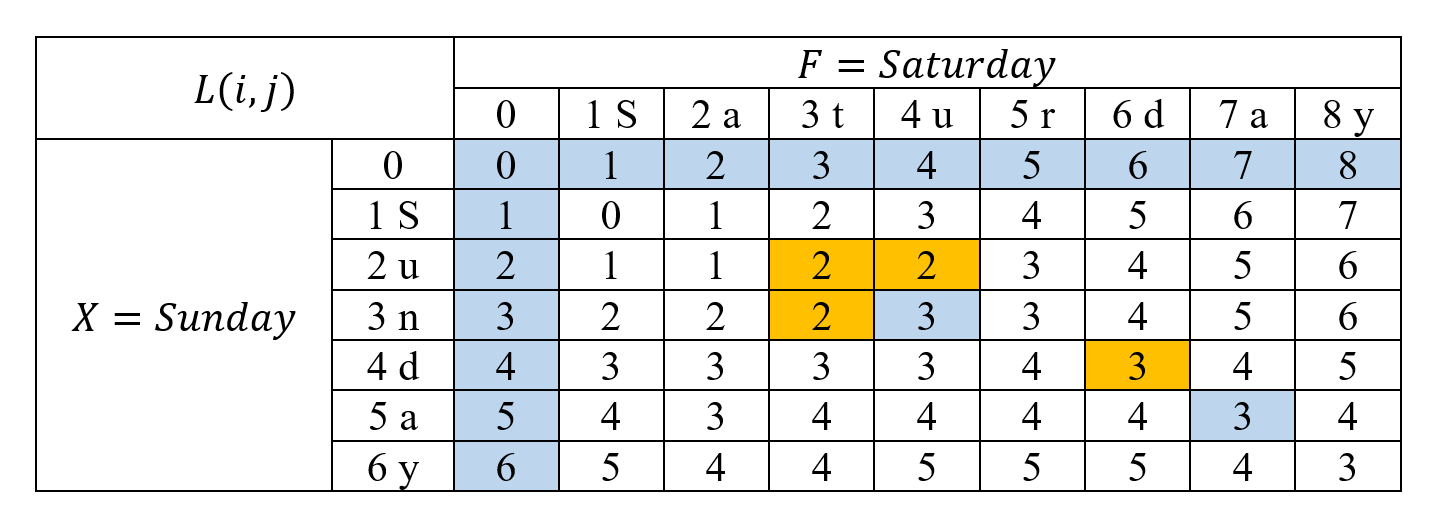 L(i, j) F = Saturday
0 1 S 2 a 3 t 4 u 5 r 6 d 7 a 8 y
X = Sunday
0 0 1 2 3 4 5 6 7 8
1 S 1 0 1 2 3 4 5 6 7
2 u 2 1 1 2 2 3 4 5 6
3 n 3 2 2 2 3 3 4 5 6
4 d 4 3 3 3 3 4 3 4 5
5 a 5 4 3 4 4 4 4 3 4
6 y 6 5 4 4 5 5 5 4 3